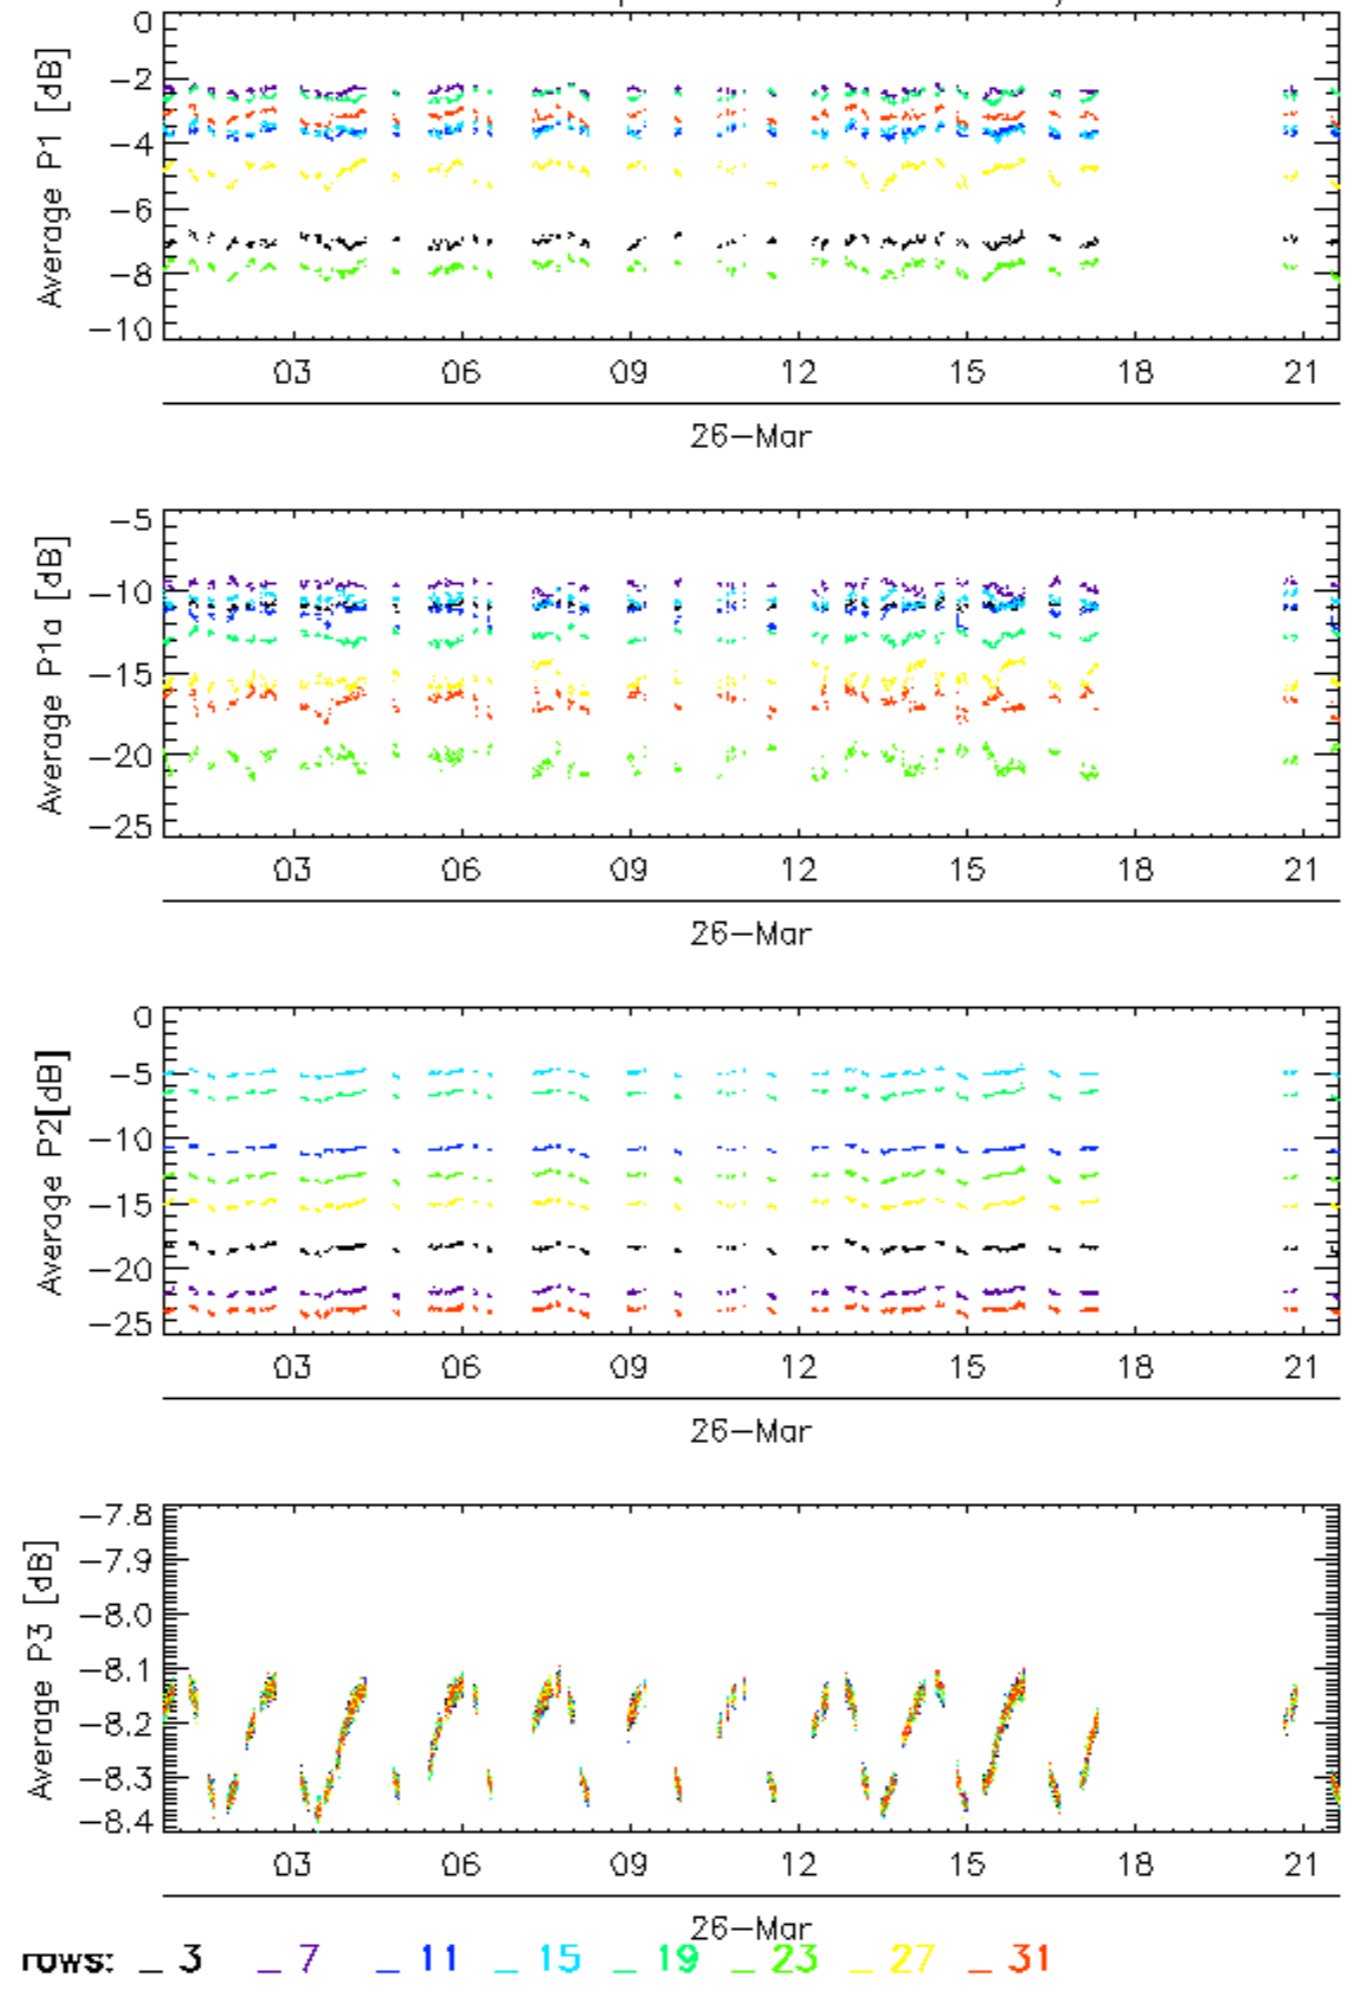 0
−2
−4
−6
−8
−10
Average P1 [dB]
03 06 09 12 15 18 21
26−Mar
−5
−10
−15
−20
−25
Average P1a [dB]
03 06 09 12 15 18 21
26−Mar
0
−5
−10
−15
−20
−25
Average P2[dB]
03 06 09 12 15 18 21
26−Mar
−7.8
−7.9
−8.0
−8.1
−8.2
−8.3
−8.4
Average P3 [dB]
03 06 09 12 15 18 21
26−Mar
rows: _ 3 _ 7 _ 11 _ 15 _ 19 _ 23 _ 27 _ 31